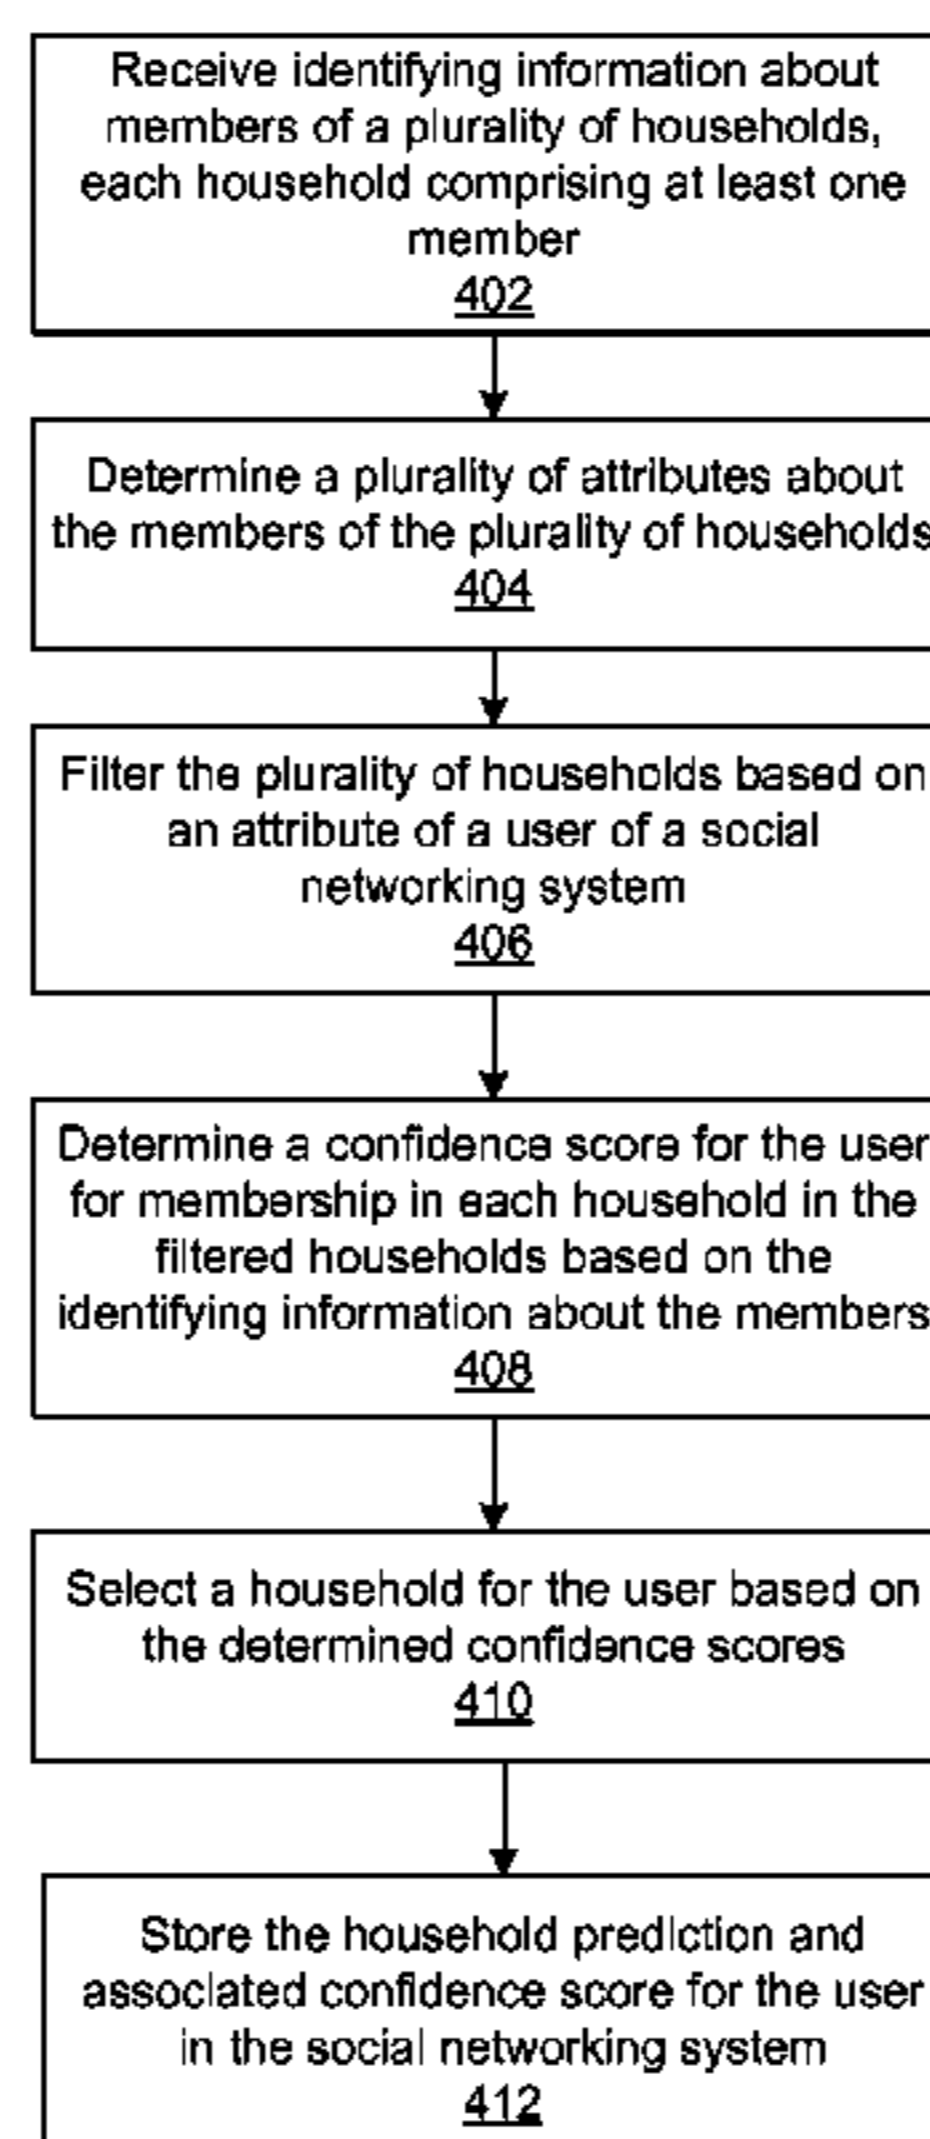 Receive identifying information about
members of a plurality of households,
each household comprising at least one
member
402
Determine a plurality of attributes about
the members of the plurality of households
404
Filter the plurality of households based on
an attribute of a user of a social
networking system
406
Determine a confidence score for the user
for membership in each household in the
filtered households based on the
identifying information about the members
408
Select a household for the user based on
the determined confidence scores
410
Store the household prediction and
associated confidence score for the user
in the social networking system
412